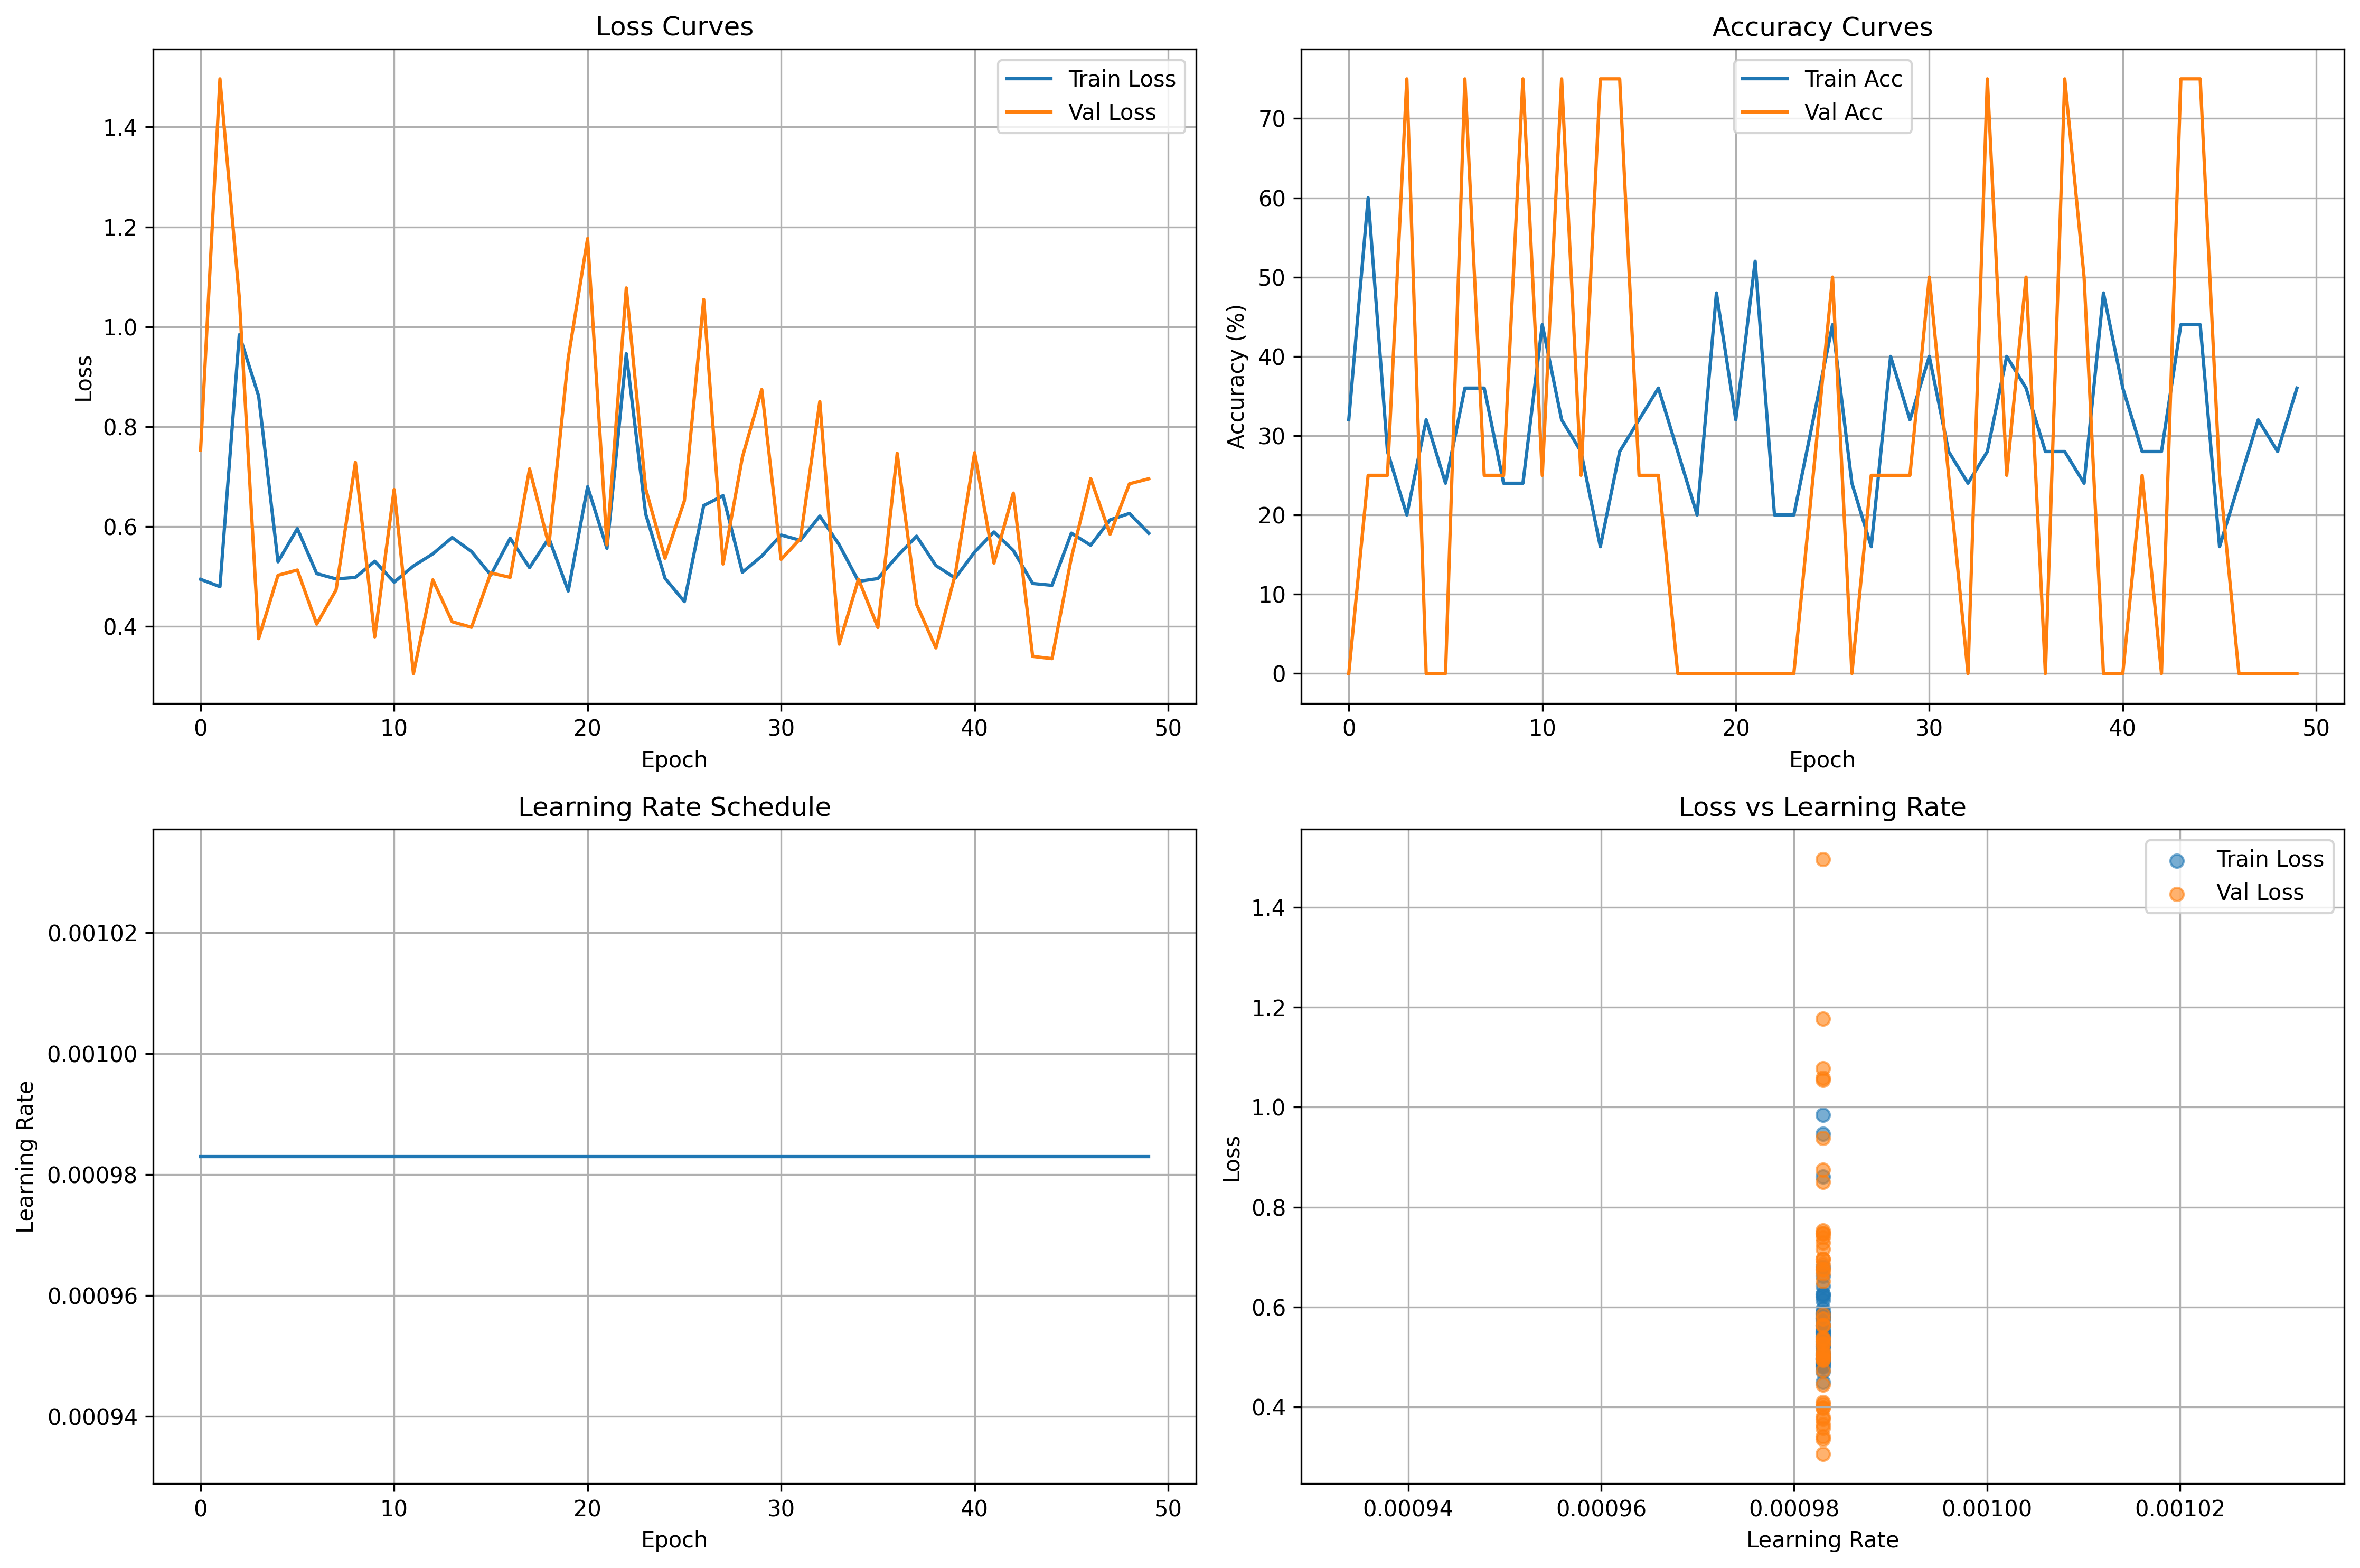 Loss Curves
Train Loss
Val Loss
1.4
1.2
1.0
0.8
0.6
0.4
Loss
0 10 20 30 40 50
Epoch
Accuracy Curves
Train Acc
Val Acc
70
60
50
40
30
20
10
0
Accuracy (%)
0 10 20 30 40 50
Epoch
Learning Rate Schedule
0.00102
0.00100
0.00098
0.00096
0.00094
Learning Rate
0 10 20 30 40 50
Epoch
Loss vs Learning Rate
Train Loss
Val Loss
1.4
1.2
1.0
0.8
0.6
0.4
Loss
0.00094 0.00096 0.00098 0.00100 0.00102
Learning Rate